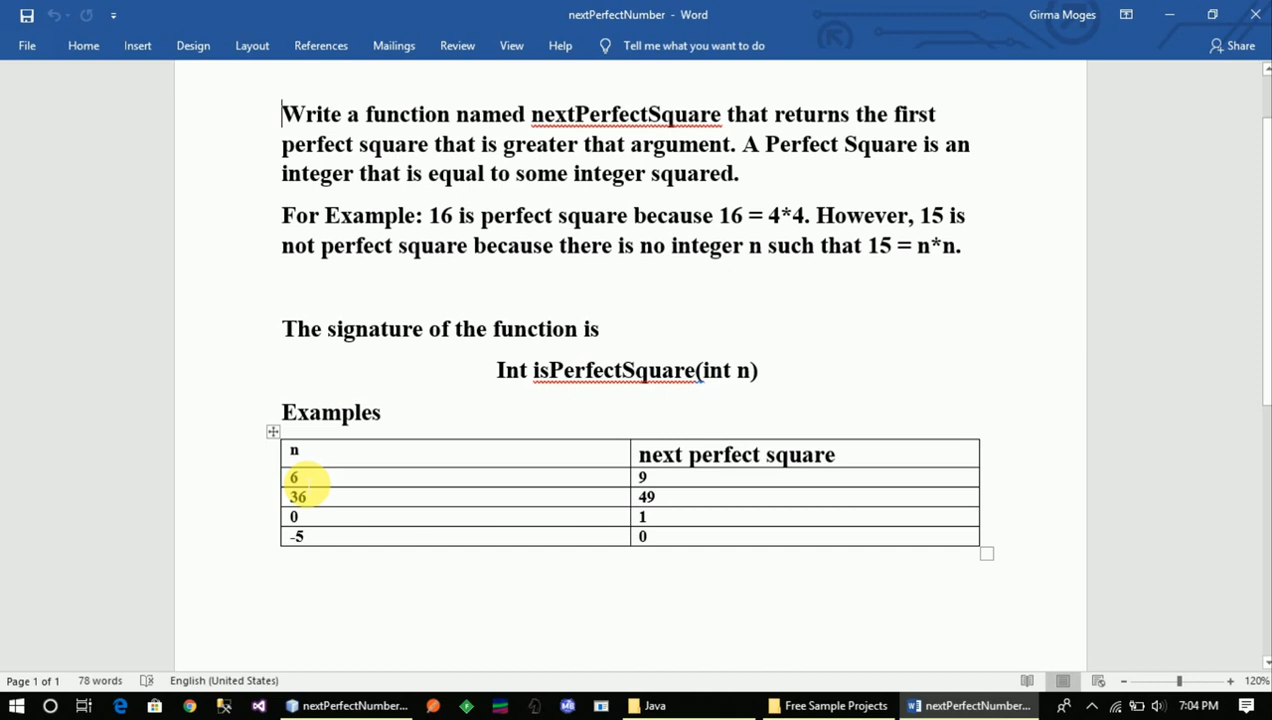 nextPerfectNumber - Word
Girma Moges
File Home Insert Design Layout References Mailings Review View Help Tell me what you want to do Share
Write a function named nextPerfectSquare that returns the first
perfect square that is greater that argument. A Perfect Square is an
integer that is equal to some integer squared.
For Example: 16 is perfect square because 16 = 4*4. However, 15 is
not perfect square because there is no integer n such that 15 = n*n.
The signature of the function is
Int isPerfectSquare(int n)
Examples
n next perfect square
6 9
36 49
0 1
-5 0
Page 1 of 1 78 words English (United States) 120%
nextPerfectNumber... Java Free Sample Projects nextPerfectNumber... 7:04 PM